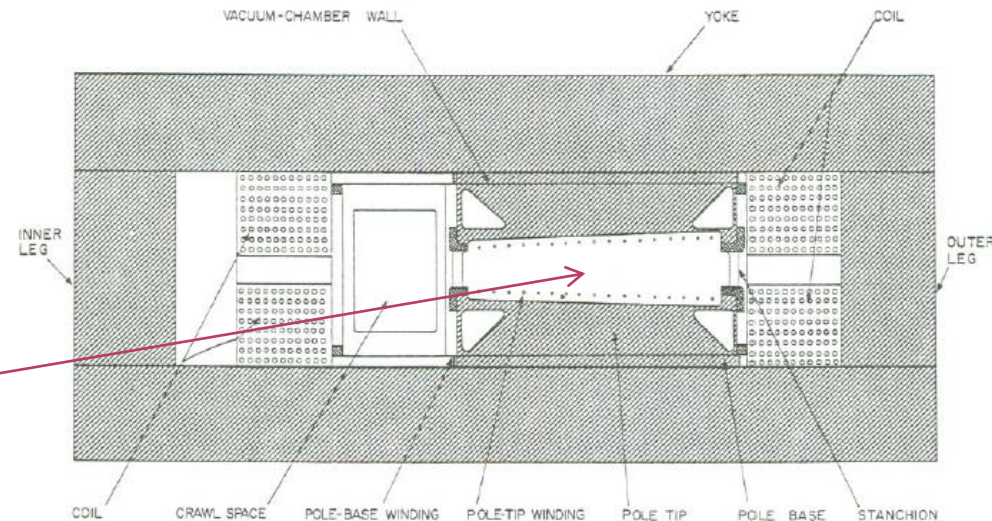 VACUUM-CHAMBER WALL
YOKE
COIL
INNER
LEG
OUTER
LEG
COIL
CRAWL SPACE
POLE-BASE WINDING
POLE-TIP WINDING
POLE TIP
POLE BASE
STANCHION